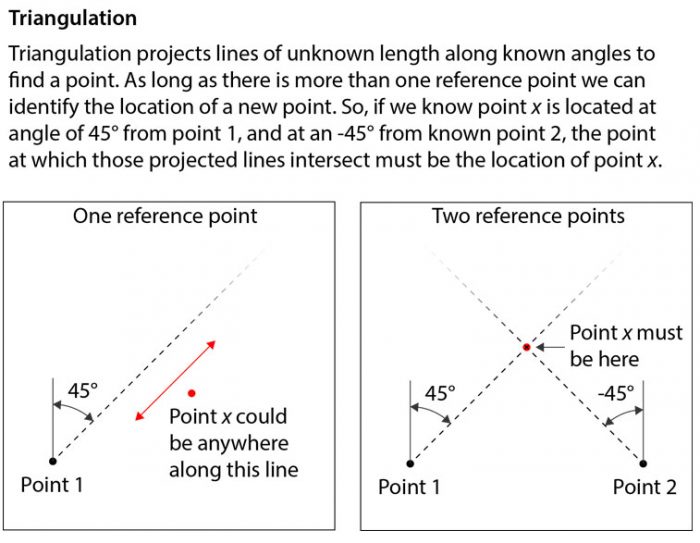 Triangulation
Triangulation projects lines of unknown length along known angles to
find a point. As long as there is more than one reference point we can
identify the location of a new point. So, if we know point x is located at
angle of 45° from point 1, and at an -45° from known point 2, the point
at which those projected lines intersect must be the location of point x.
One reference point
45°
Point x could
be anywhere
along this line
Point 1
Two reference points
Point x must
be here
45°
-45°
Point 1
Point 2